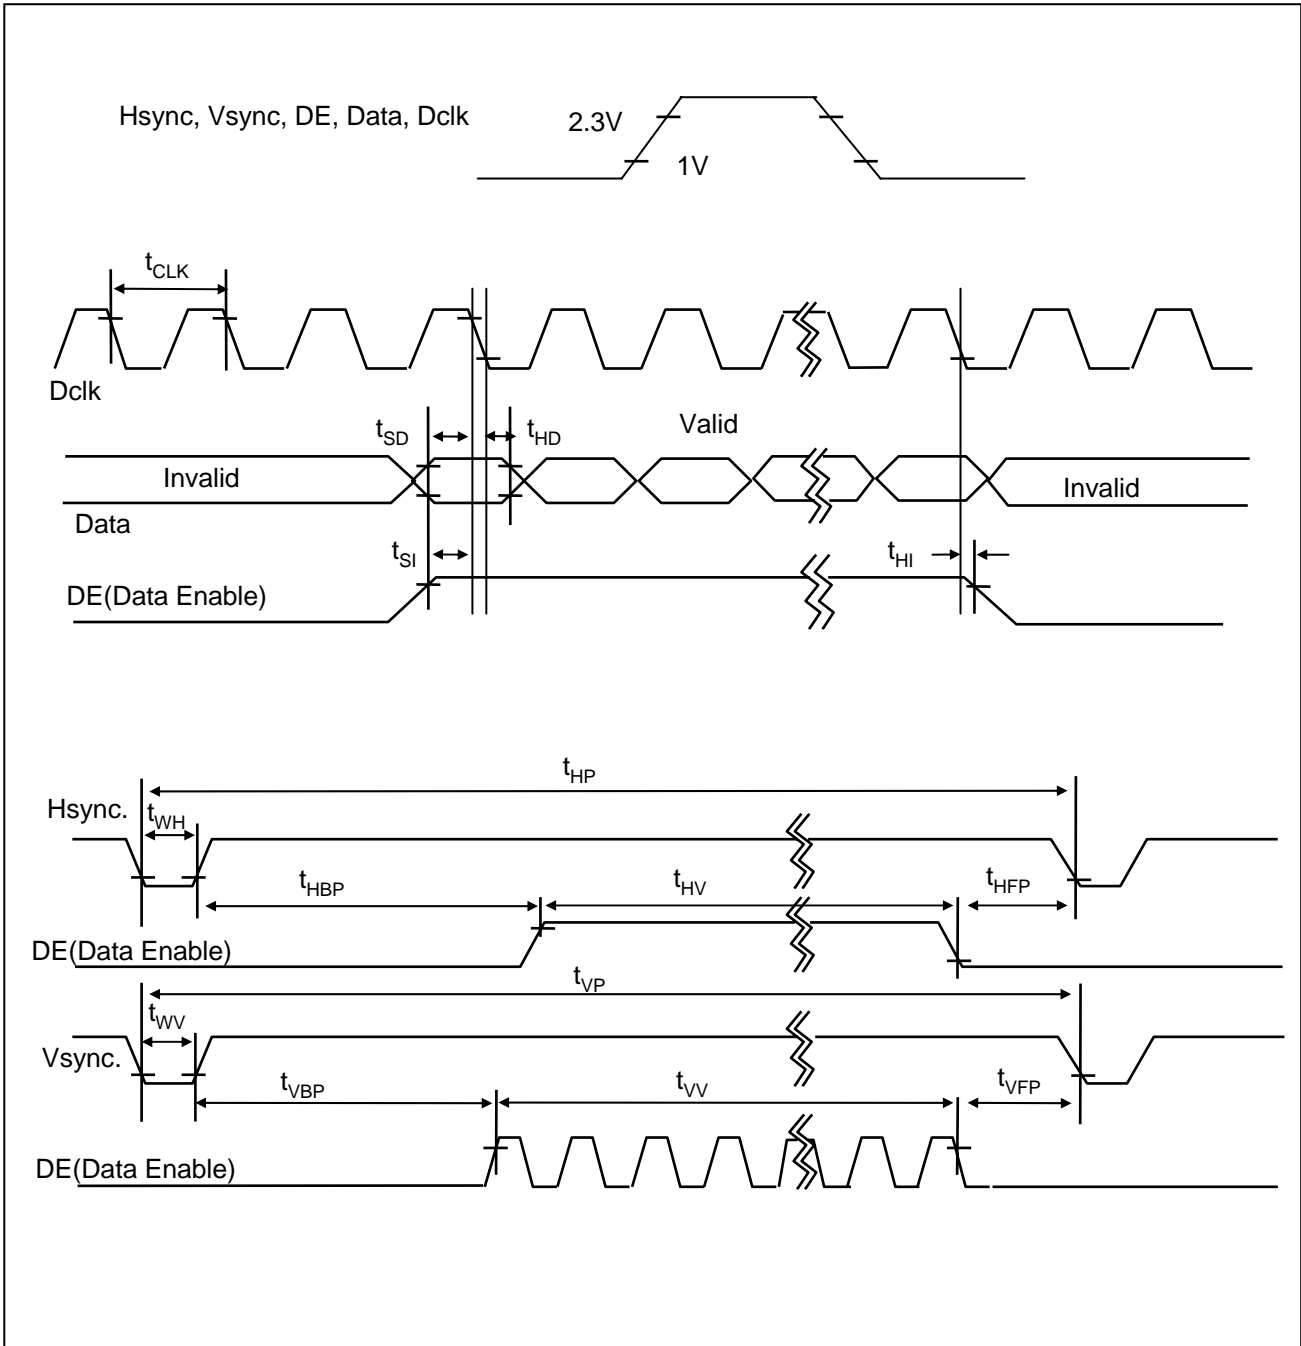 Hsync, Vsync, DE, Data, Dclk
2.3V
1V
tCLK
Dclk
tSD
tHD
Valid
Invalid
Invalid
Data
tSI
tHI
DE(Data Enable)
tHP
Hsync.
tWH
tHBP
tHV
tHFP
DE(Data Enable)
tVP
tWV
Vsync.
tVBP
tVV
tVFP
DE(Data Enable)